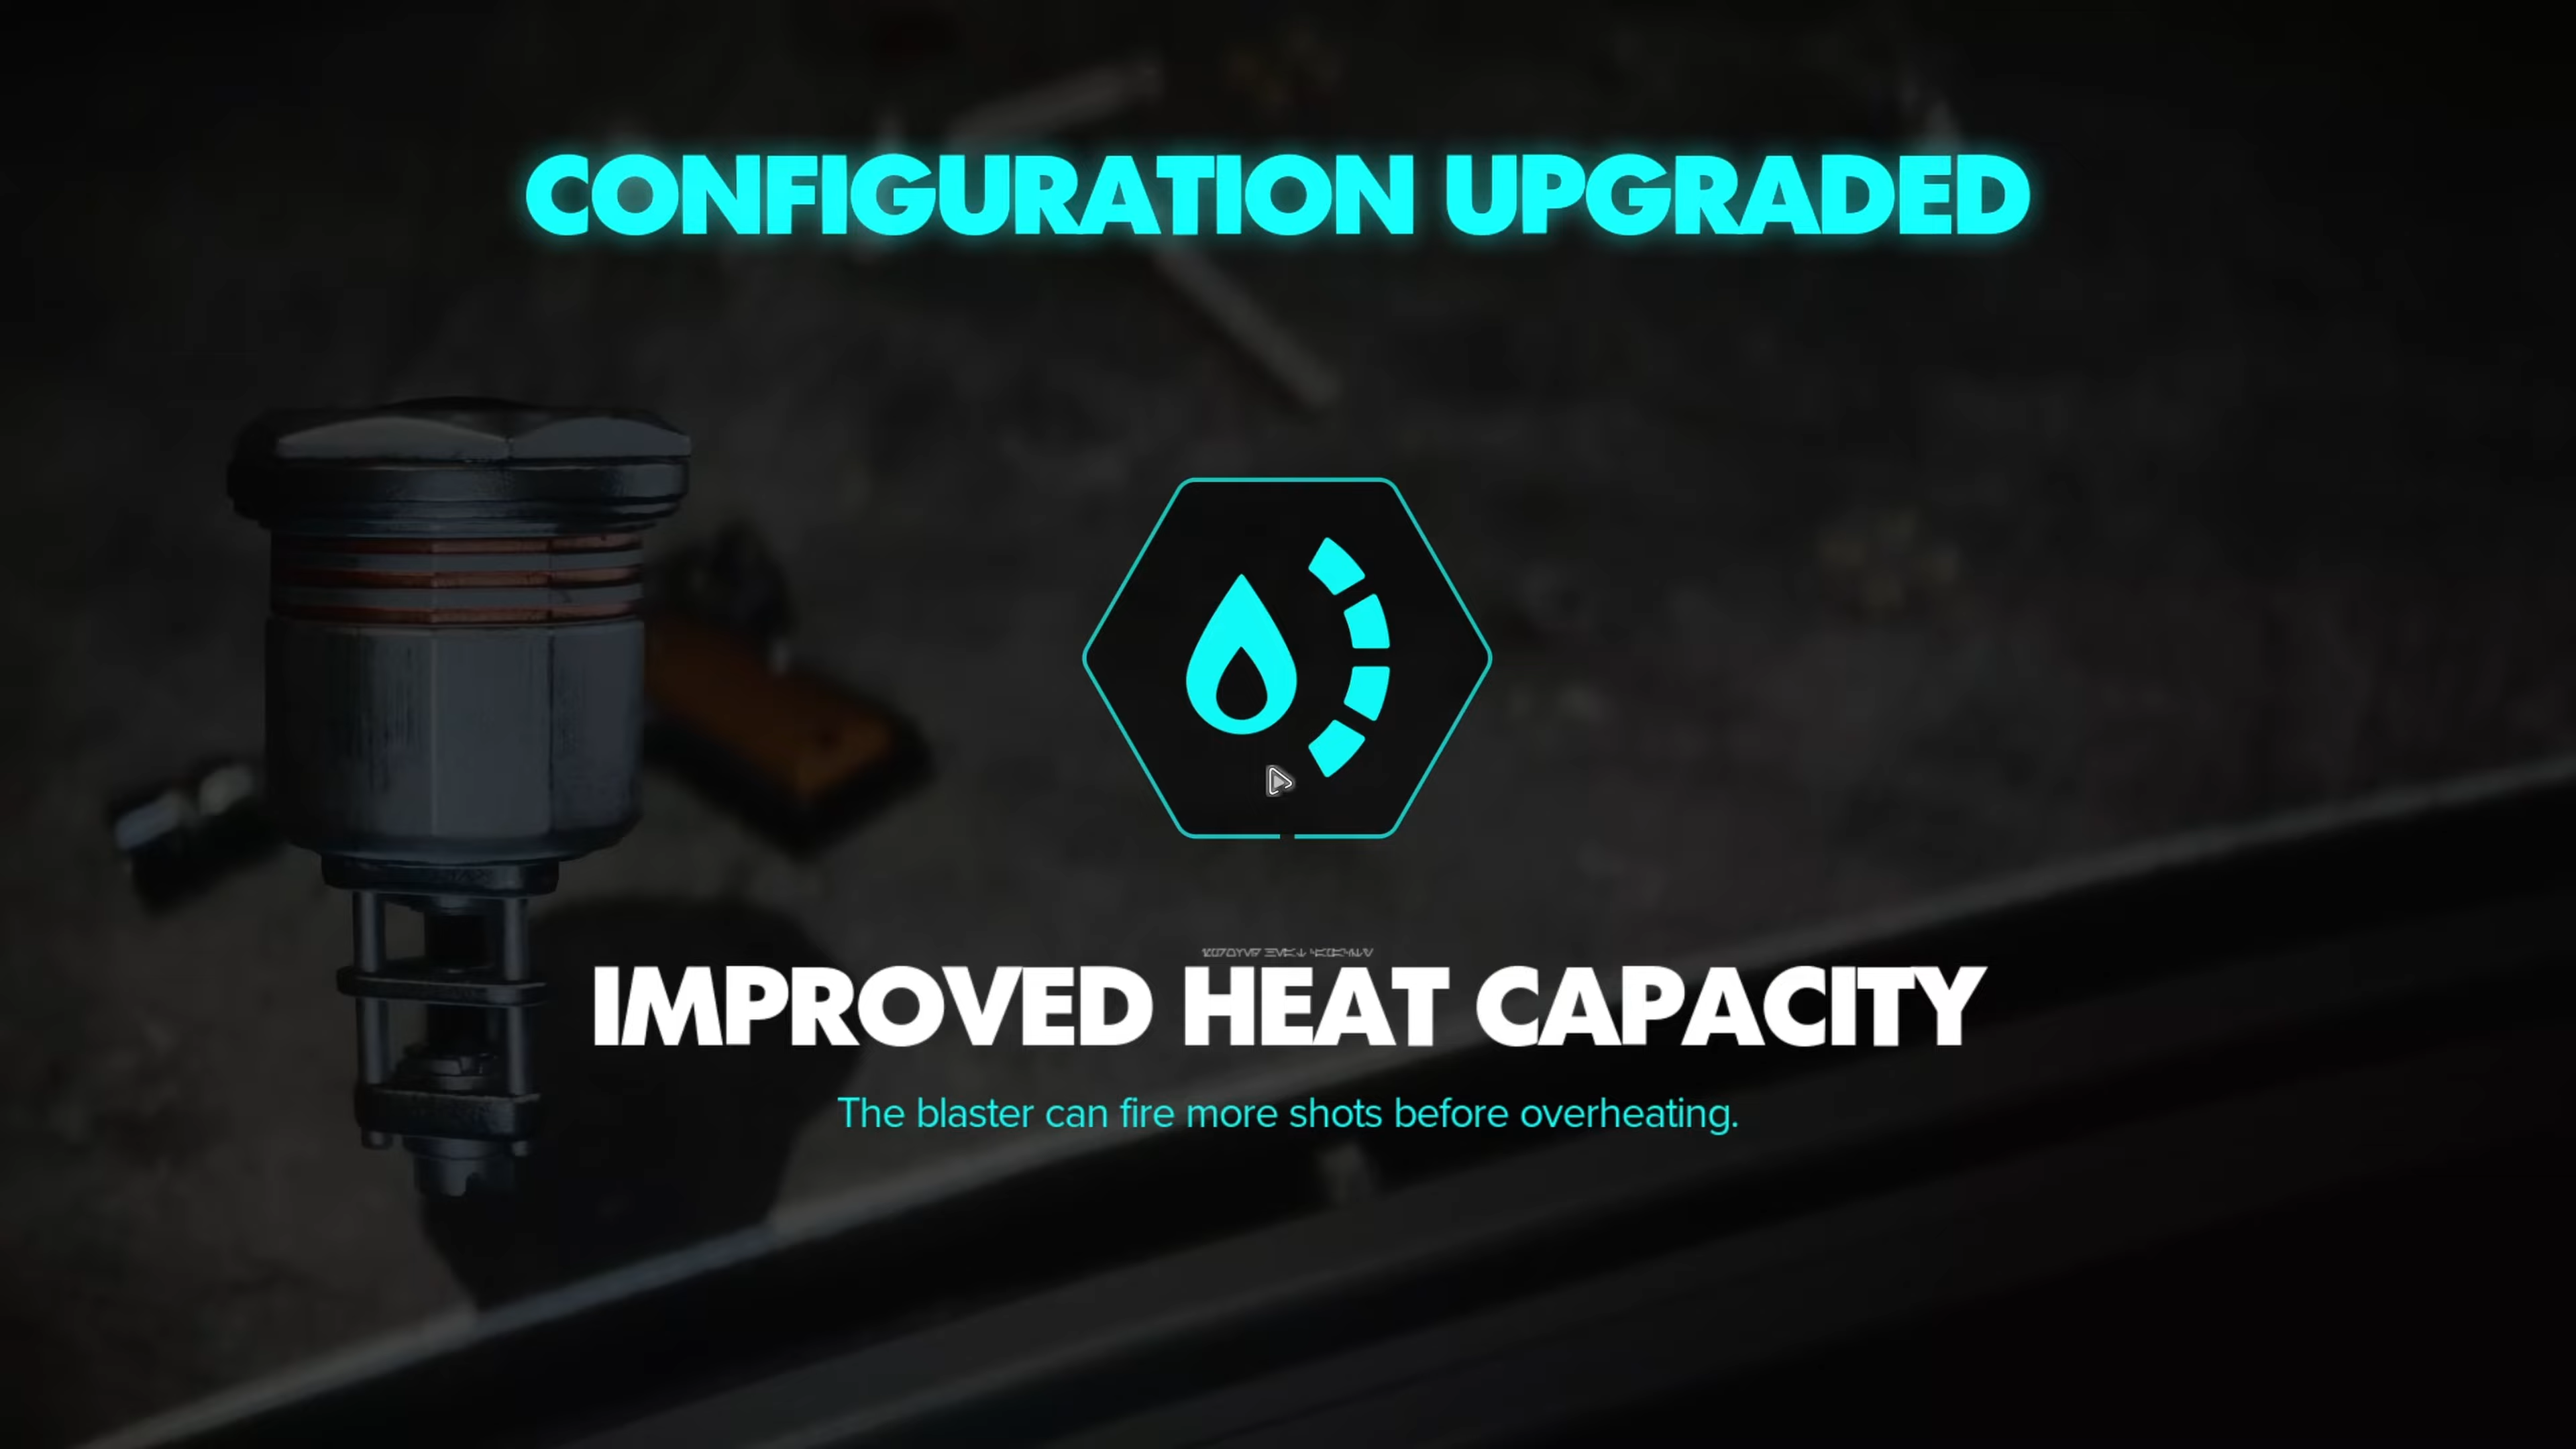 CONFIGURATION UPGRADED
IMPROVED HEAT CAPACITY
The blaster can fire more shots before overheating.